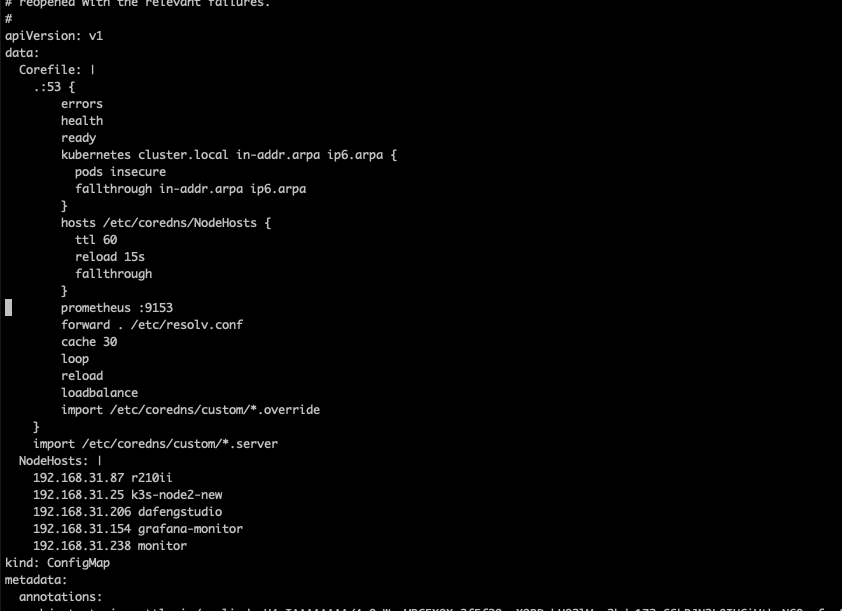 # reopened with the relevant failures.
#
apiVersion: v1
data:
  Corefile: |
    .:53 {
        errors
        health
        ready
        kubernetes cluster.local in-addr.arpa ip6.arpa {
          pods insecure
          fallthrough in-addr.arpa ip6.arpa
        }
        hosts /etc/coredns/NodeHosts {
          ttl 60
          reload 15s
          fallthrough
        }
        prometheus :9153
        forward . /etc/resolv.conf
        cache 30
        loop
        reload
        loadbalance
        import /etc/coredns/custom/*.override
    }
    import /etc/coredns/custom/*.server
  NodeHosts: |
    192.168.31.87 r210ii
    192.168.31.25 k3s-node2-new
    192.168.31.206 dafengstudio
    192.168.31.154 grafana-monitor
    192.168.31.238 monitor
kind: ConfigMap
metadata:
  annotations: